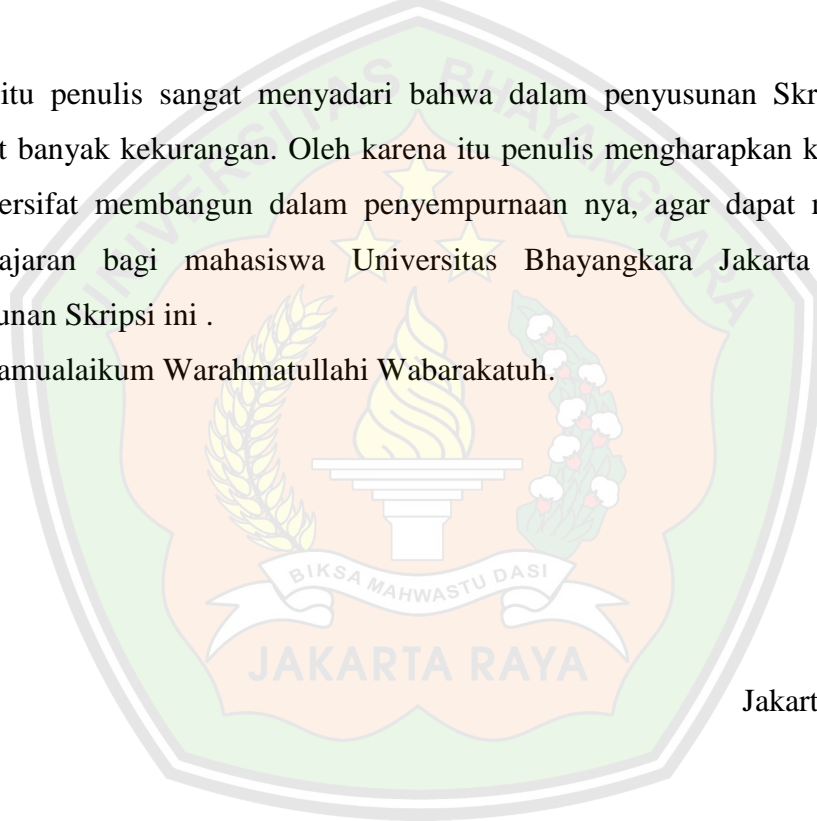 itu penulis sangat menyadari bahwa dalam penyusunan Skr
t banyak kekurangan. Oleh karena itu penulis mengharapkan k
ersifat membangun dalam penyempurnaan nya, agar dapat
ajaran bagi mahasiswa Universitas Bhayangkara Jakarta
unan Skripsi ini .
amualaikum Warahmatullahi Wabarakatuh.
UNIVERSITAS BHAYANGKARA
BIKSA MAHWASTU DASI
JAKARTA RAYA
Jakart